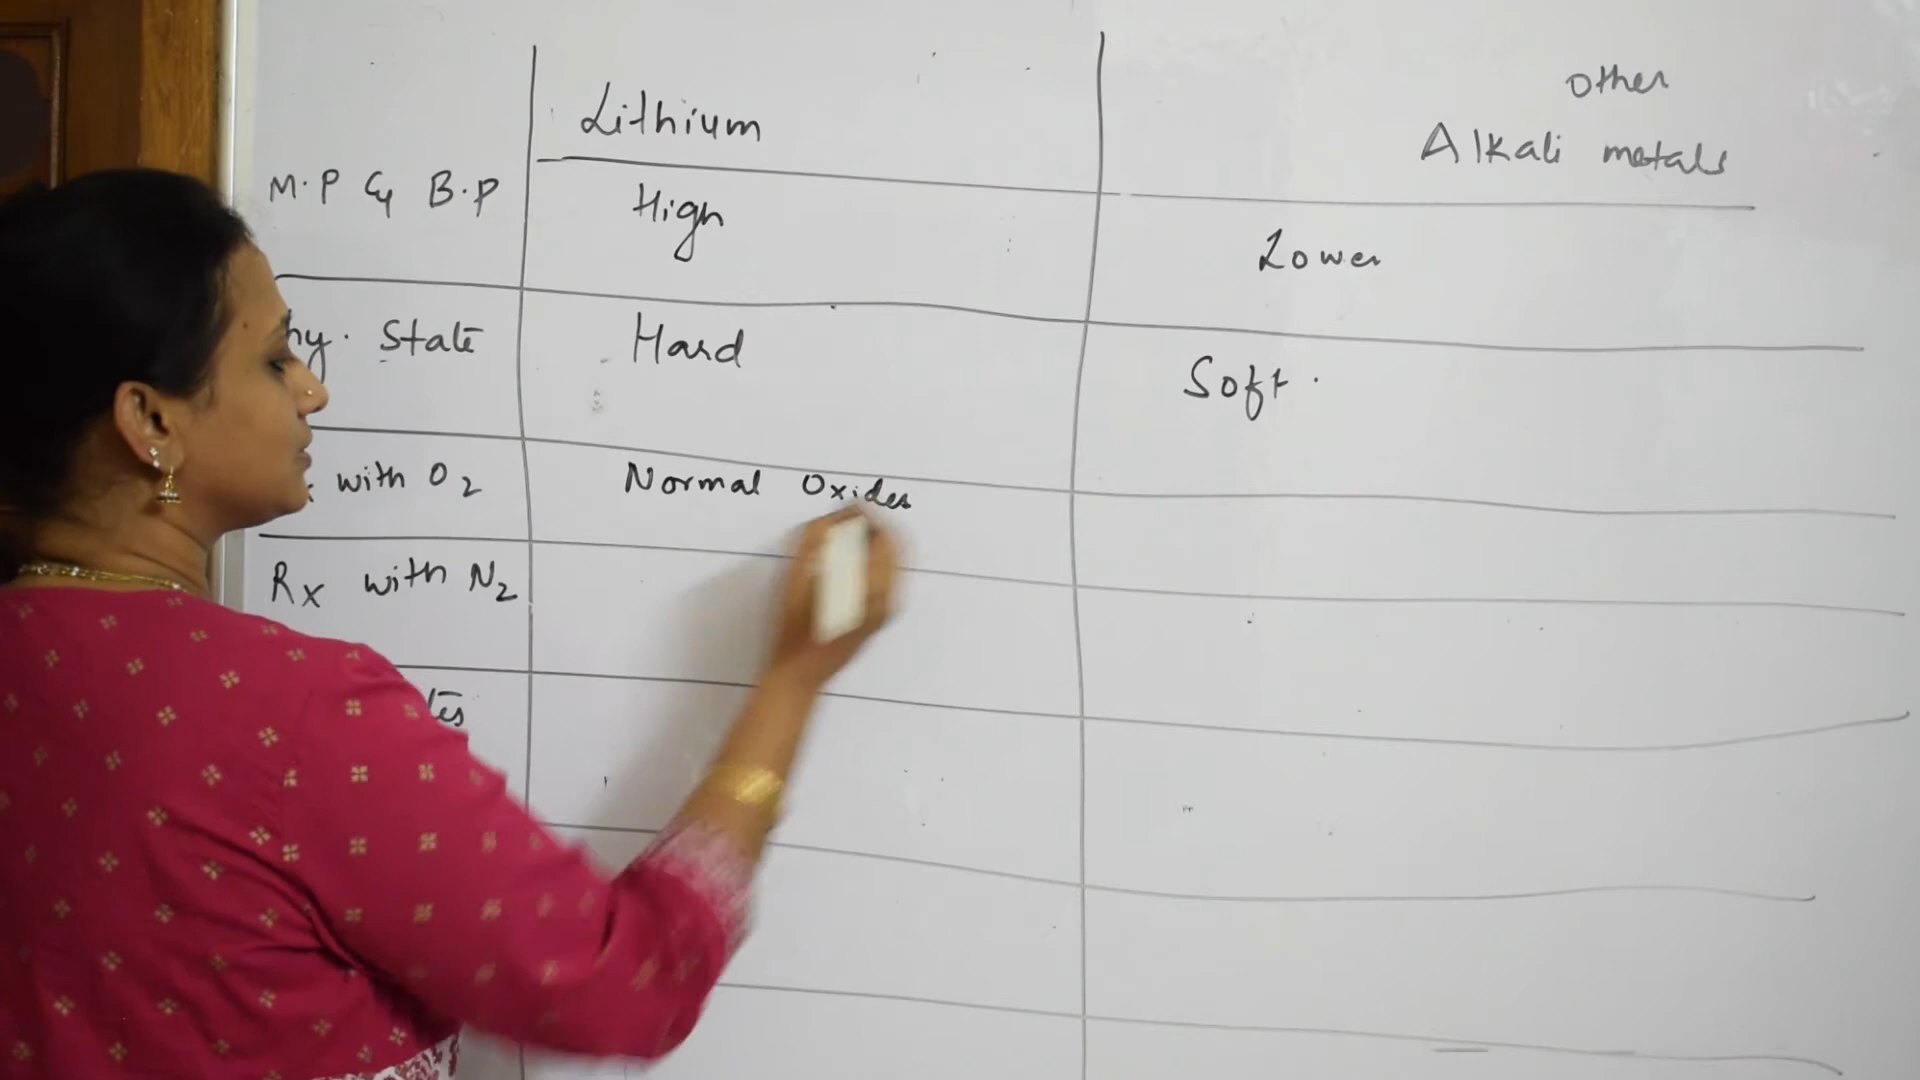 Lithium
Other
Alkali metals
M.P & B.P
High
Lower
hy. State
Hard
Soft.
with O2
Normal Oxides
Rx with N2